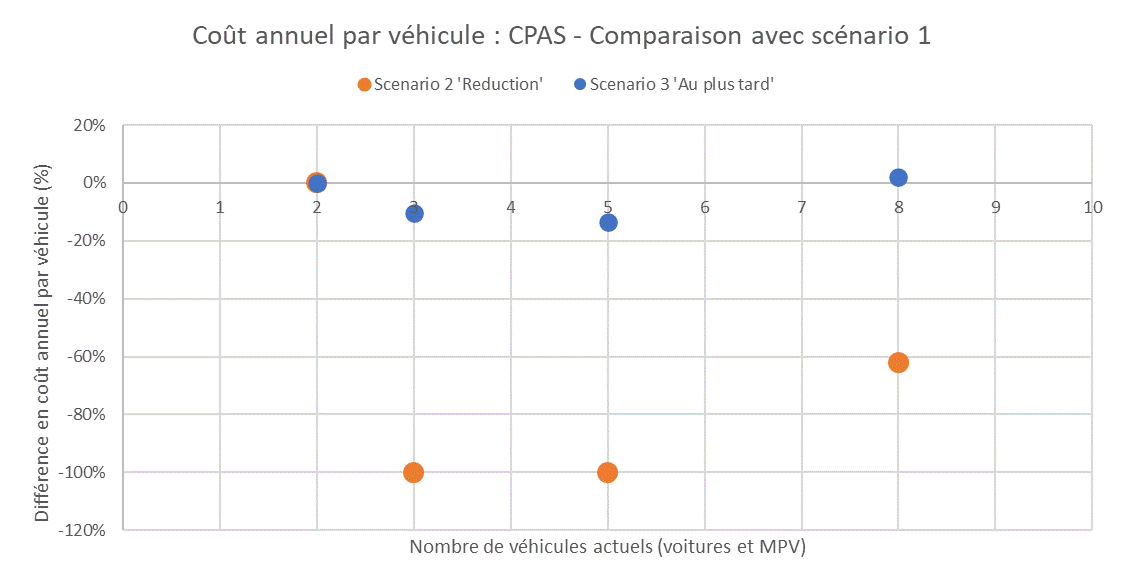 Coût annuel par véhicule : CPAS - Comparaison avec scénario 1
Scenario 2 'Reduction' Scenario 3 'Au plus tard'
Différence en coût annuel par véhicule (%)
20%
0%
0 1 2 3 4 5 6 7 8 9 10
-20%
-40%
-60%
-80%
-100%
-120%
Nombre de véhicules actuels (voitures et MPV)